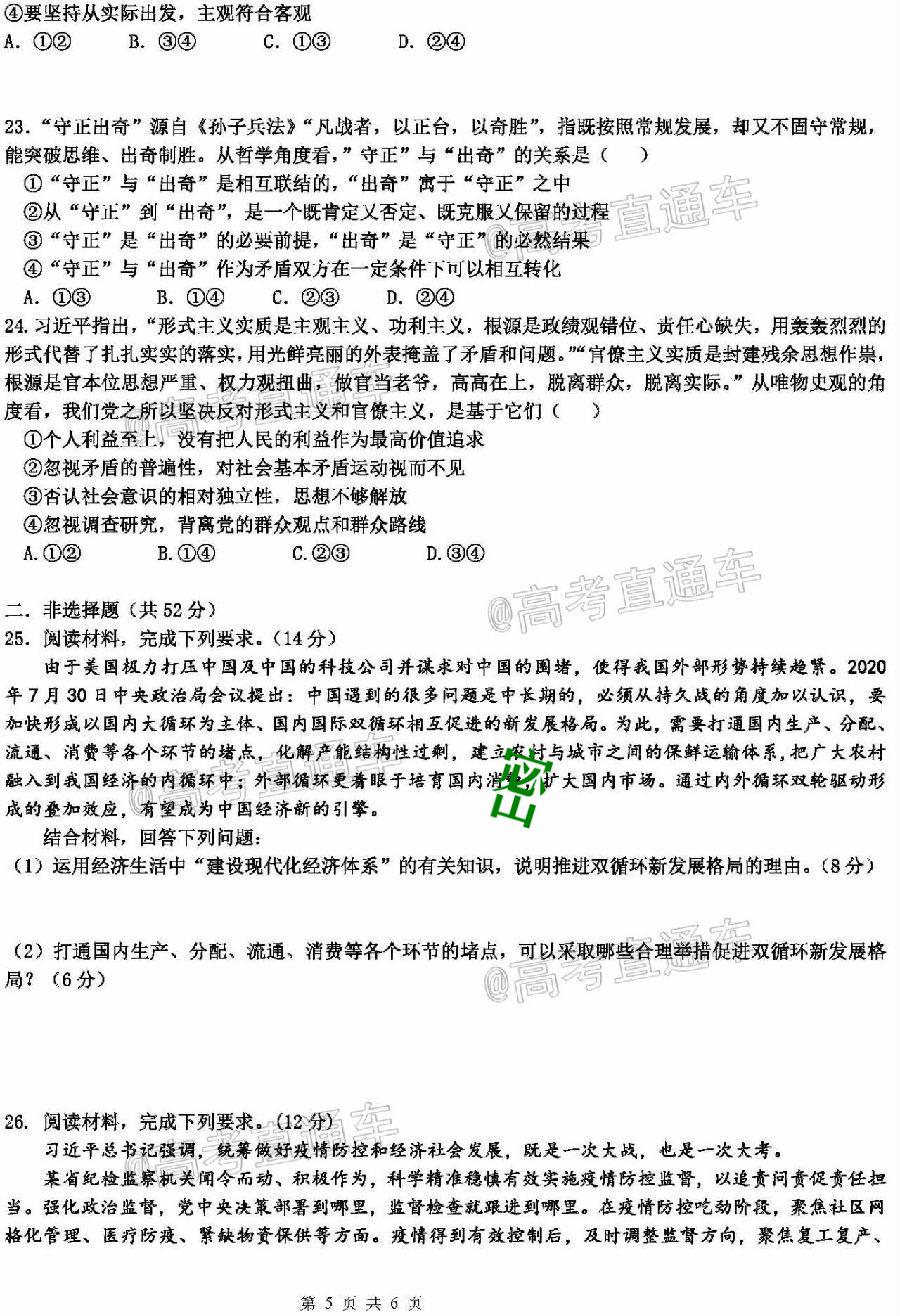 ④要坚持从实际出发，主观符合客观
A. ①② B. ③④ C. ①③ D. ②④
23．“守正出奇”源自《孙子兵法》“凡战者，以正台，以奇胜”，指既按照常规发展，却又不固守常规，
能突破思维、出奇制胜。从哲学角度看，”守正”与“出奇”的关系是（ ）
①“守正”与“出奇”是相互联结的，“出奇”寓于“守正”之中
②从“守正”到“出奇”，是一个既肯定又否定、既克服又保留的过程
③“守正”是“出奇”的必要前提，“出奇”是“守正”的必然结果
④“守正”与“出奇”作为矛盾双方在一定条件下可以相互转化
A. ①③ B. ①④ C. ②③ D. ②④
24. 习近平指出，“形式主义实质是主观主义、功利主义，根源是政绩观错位、责任心缺失，用轰轰烈烈的
形式代替了扎扎实实的落实，用光鲜亮丽的外表掩盖了矛盾和问题。”“官僚主义实质是封建残余思想作祟，
根源是官本位思想严重、权力观扭曲，做官当老爷，高高在上，脱离群众，脱离实际。”从唯物史观的角
度看，我们党之所以坚决反对形式主义和官僚主义，是基于它们（ ）
①个人利益至上，没有把人民的利益作为最高价值追求
②忽视矛盾的普遍性，对社会基本矛盾运动视而不见
③否认社会意识的相对独立性，思想不够解放
④忽视调查研究，背离党的群众观点和群众路线
A.①② B.①④ C.②③ D.③④
二．非选择题（共 52 分）
25．阅读材料，完成下列要求。（14 分）
由于美国极力打压中国及中国的科技公司并谋求对中国的围堵，使得我国外部形势持续趋紧。2020
年 7 月 30 日中央政治局会议提出：中国遇到的很多问题是中长期的，必须从持久战的角度加以认识，要
加快形成以国内大循环为主体、国内国际双循环相互促进的新发展格局。为此，需要打通国内生产、分配、
流通、消费等各个环节的堵点，化解产能结构性过剩，建立农村与城市之间的保鲜运输体系，把广大农村
融入到我国经济的内循环中；外部循环更着眼于培育国内消费，扩大国内市场。通过内外循环双轮驱动形
成的叠加效应，有望成为中国经济新的引擎。
结合材料，回答下列问题：
（1）运用经济生活中“建设现代化经济体系”的有关知识，说明推进双循环新发展格局的理由。（8 分）
（2）打通国内生产、分配、流通、消费等各个环节的堵点，可以采取哪些合理举措促进双循环新发展格
局？（6 分）
26. 阅读材料，完成下列要求。（12 分）
习近平总书记强调，统筹做好疫情防控和经济社会发展，既是一次大战，也是一次大考。
某省纪检监察机关闻令而动、积极作为，科学精准稳慎有效实施疫情防控监督，以追责问责促责任担
当。强化政治监督，党中央决策部署到哪里，监督检查就跟进到哪里。在疫情防控吃劲阶段，聚焦社区网
格化管理、医疗防疫、紧缺物资保供等方面。疫情得到有效控制后，及时调整监督方向，聚焦复工复产、
第 5 页 共 6 页
@高考直通车
@高考直通车
@高考直通车
@高考直通车
@高考直通车
@高考直通车
密